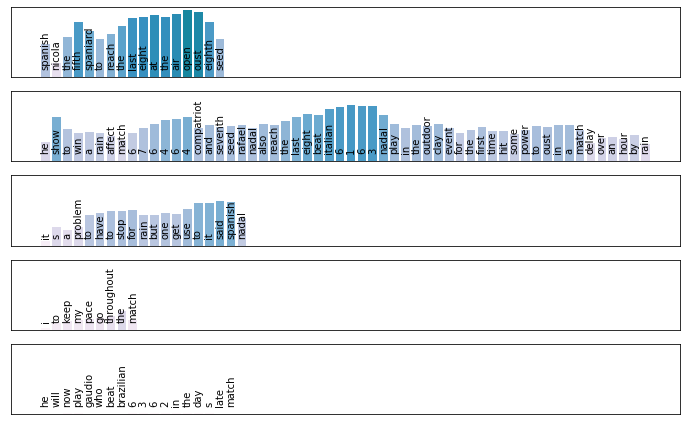 spanish nicola the fifth spaniard to reach the last eight at the air open oust eighth seed
he show to win a rain affect match 6 7 6 4 6 4 compatriot and seventh seed rafael nadal also reach the last eight beat italian 6 1 6 3 nadal play in the outdoor clay event for the first time hit some power to oust in a match delay over an hour by rain
it s a problem to have to stop for rain but one get use to it said spanish nadal
i to keep my pace go throughout the match
he will now play gaudio who beat brazilian 6 3 6 2 in the day s late match